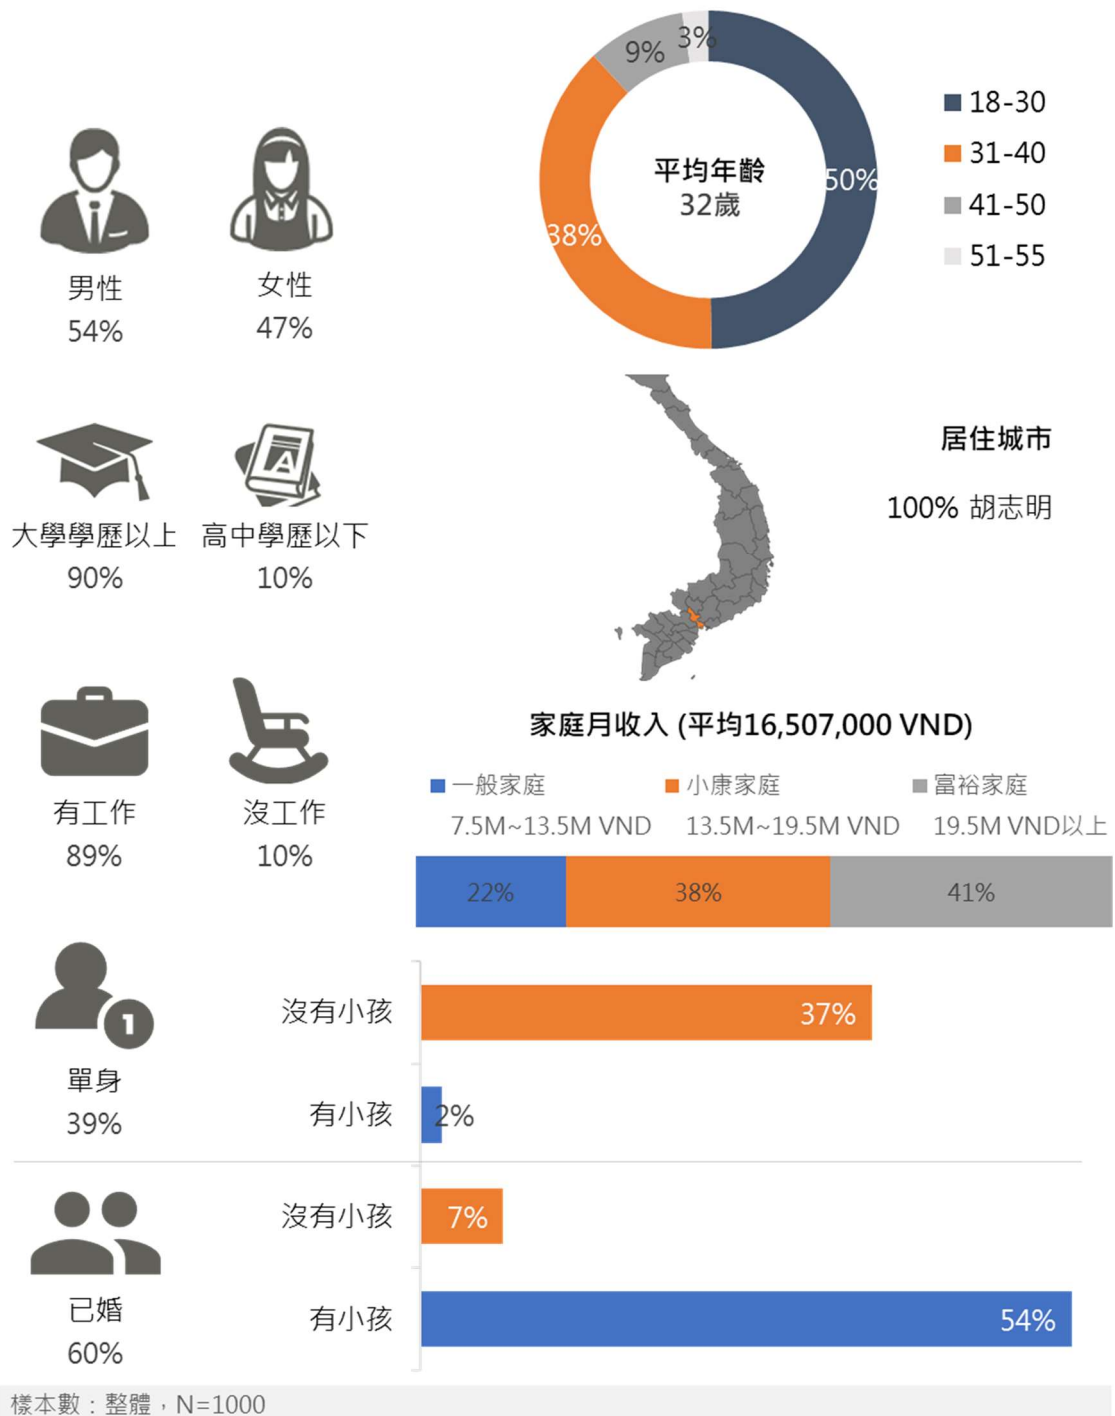 男性
54%
女性
47%
9%
3%
50%
38%
平均年齡
32歲
18-30
31-40
41-50
51-55
大學學歷以上
90%
高中學歷以下
10%
A
居住城市
100% 胡志明
有工作
89%
沒工作
10%
家庭月收入 (平均16,507,000 VND)
一般家庭
7.5M~13.5M VND
小康家庭
13.5M~19.5M VND
富裕家庭
19.5M VND以上
22%
38%
41%
1
單身
39%
沒有小孩
37%
有小孩
2%
已婚
60%
沒有小孩
7%
有小孩
54%
樣本數：整體，N=1000